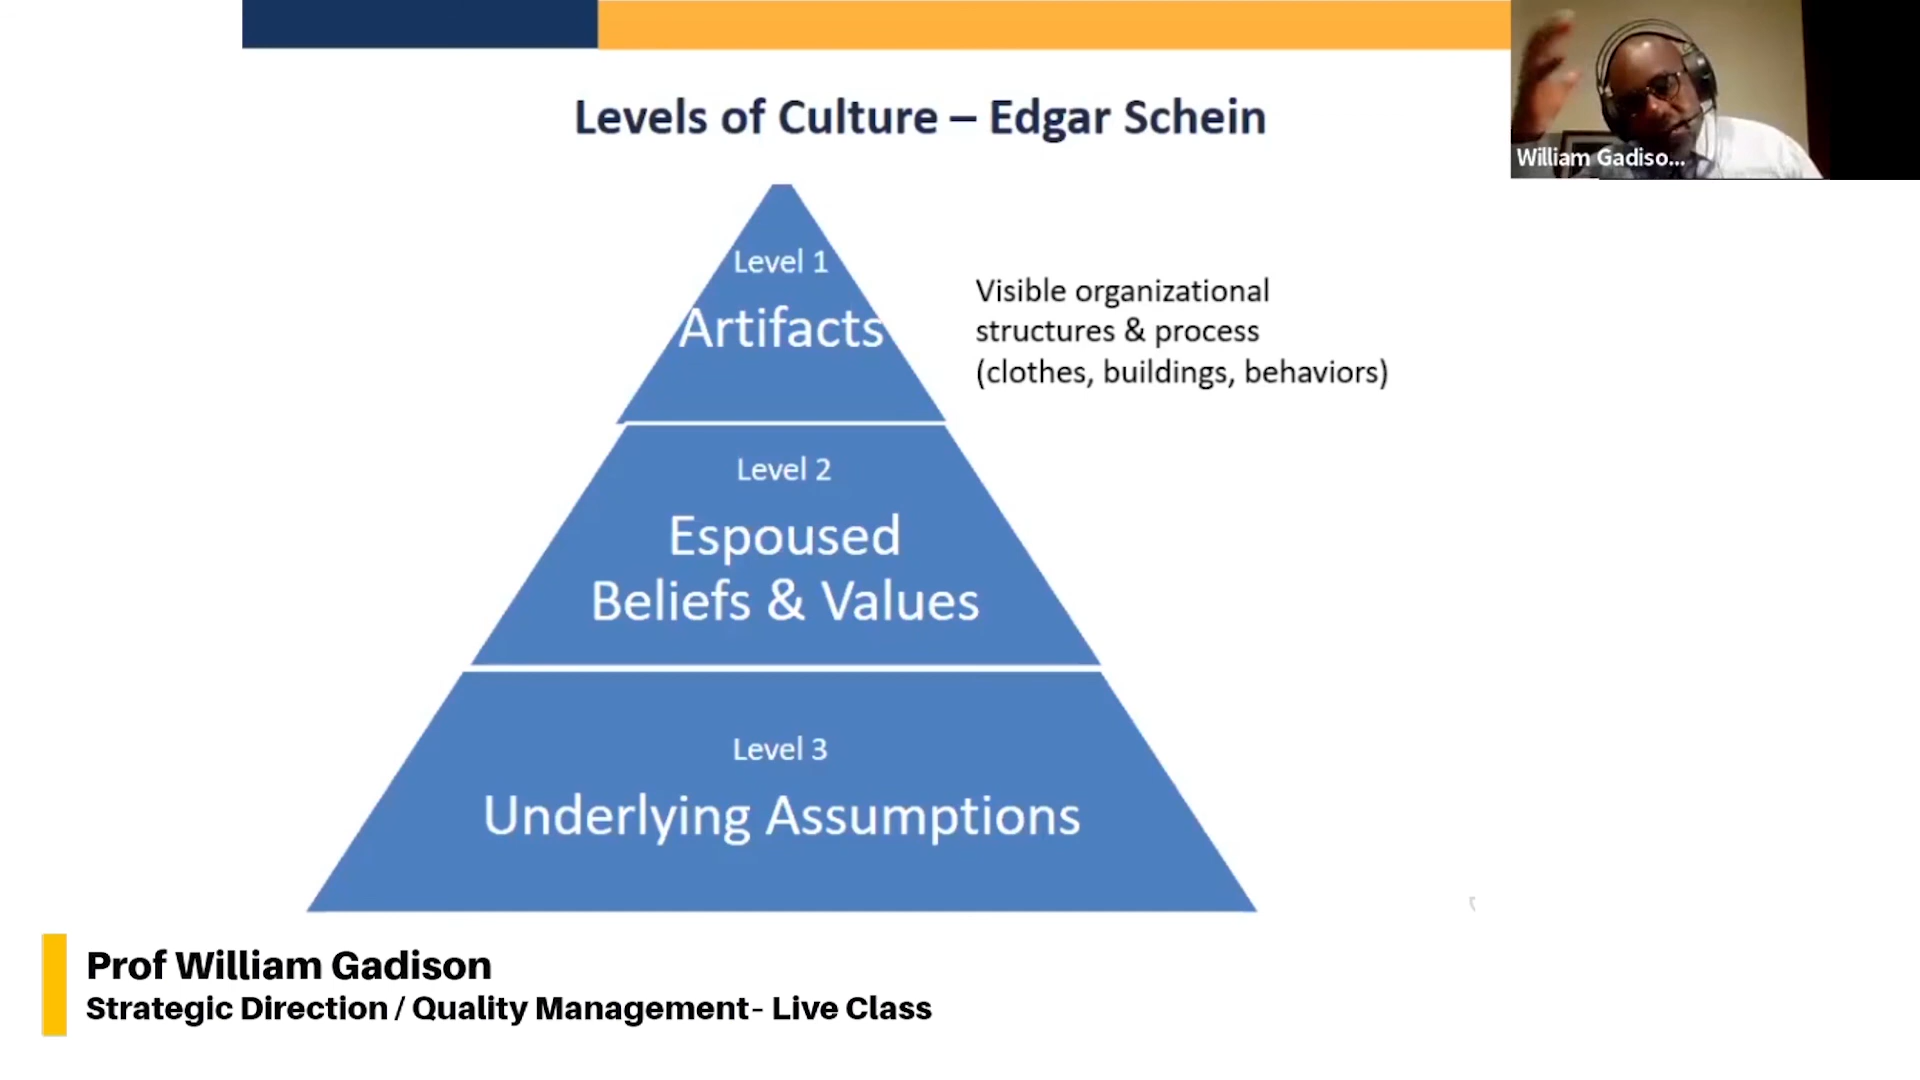 Levels of Culture – Edgar Schein
William Gadiso...
Level 1
Artifacts
Visible organizational
structures & process
(clothes, buildings, behaviors)
Level 2
Espoused
Beliefs & Values
Level 3
Underlying Assumptions
Prof William Gadison
Strategic Direction / Quality Management- Live Class